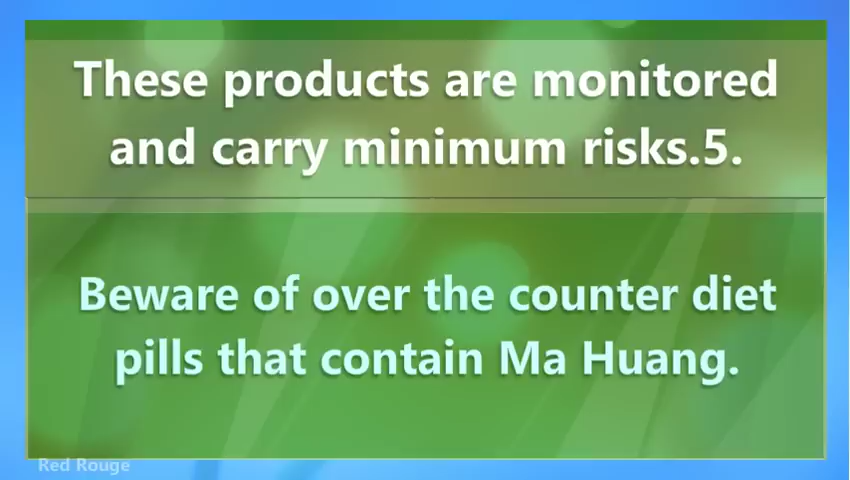 These products are monitored
and carry minimum risks.5.
Beware of over the counter diet
pills that contain Ma Huang.
Red Rouge